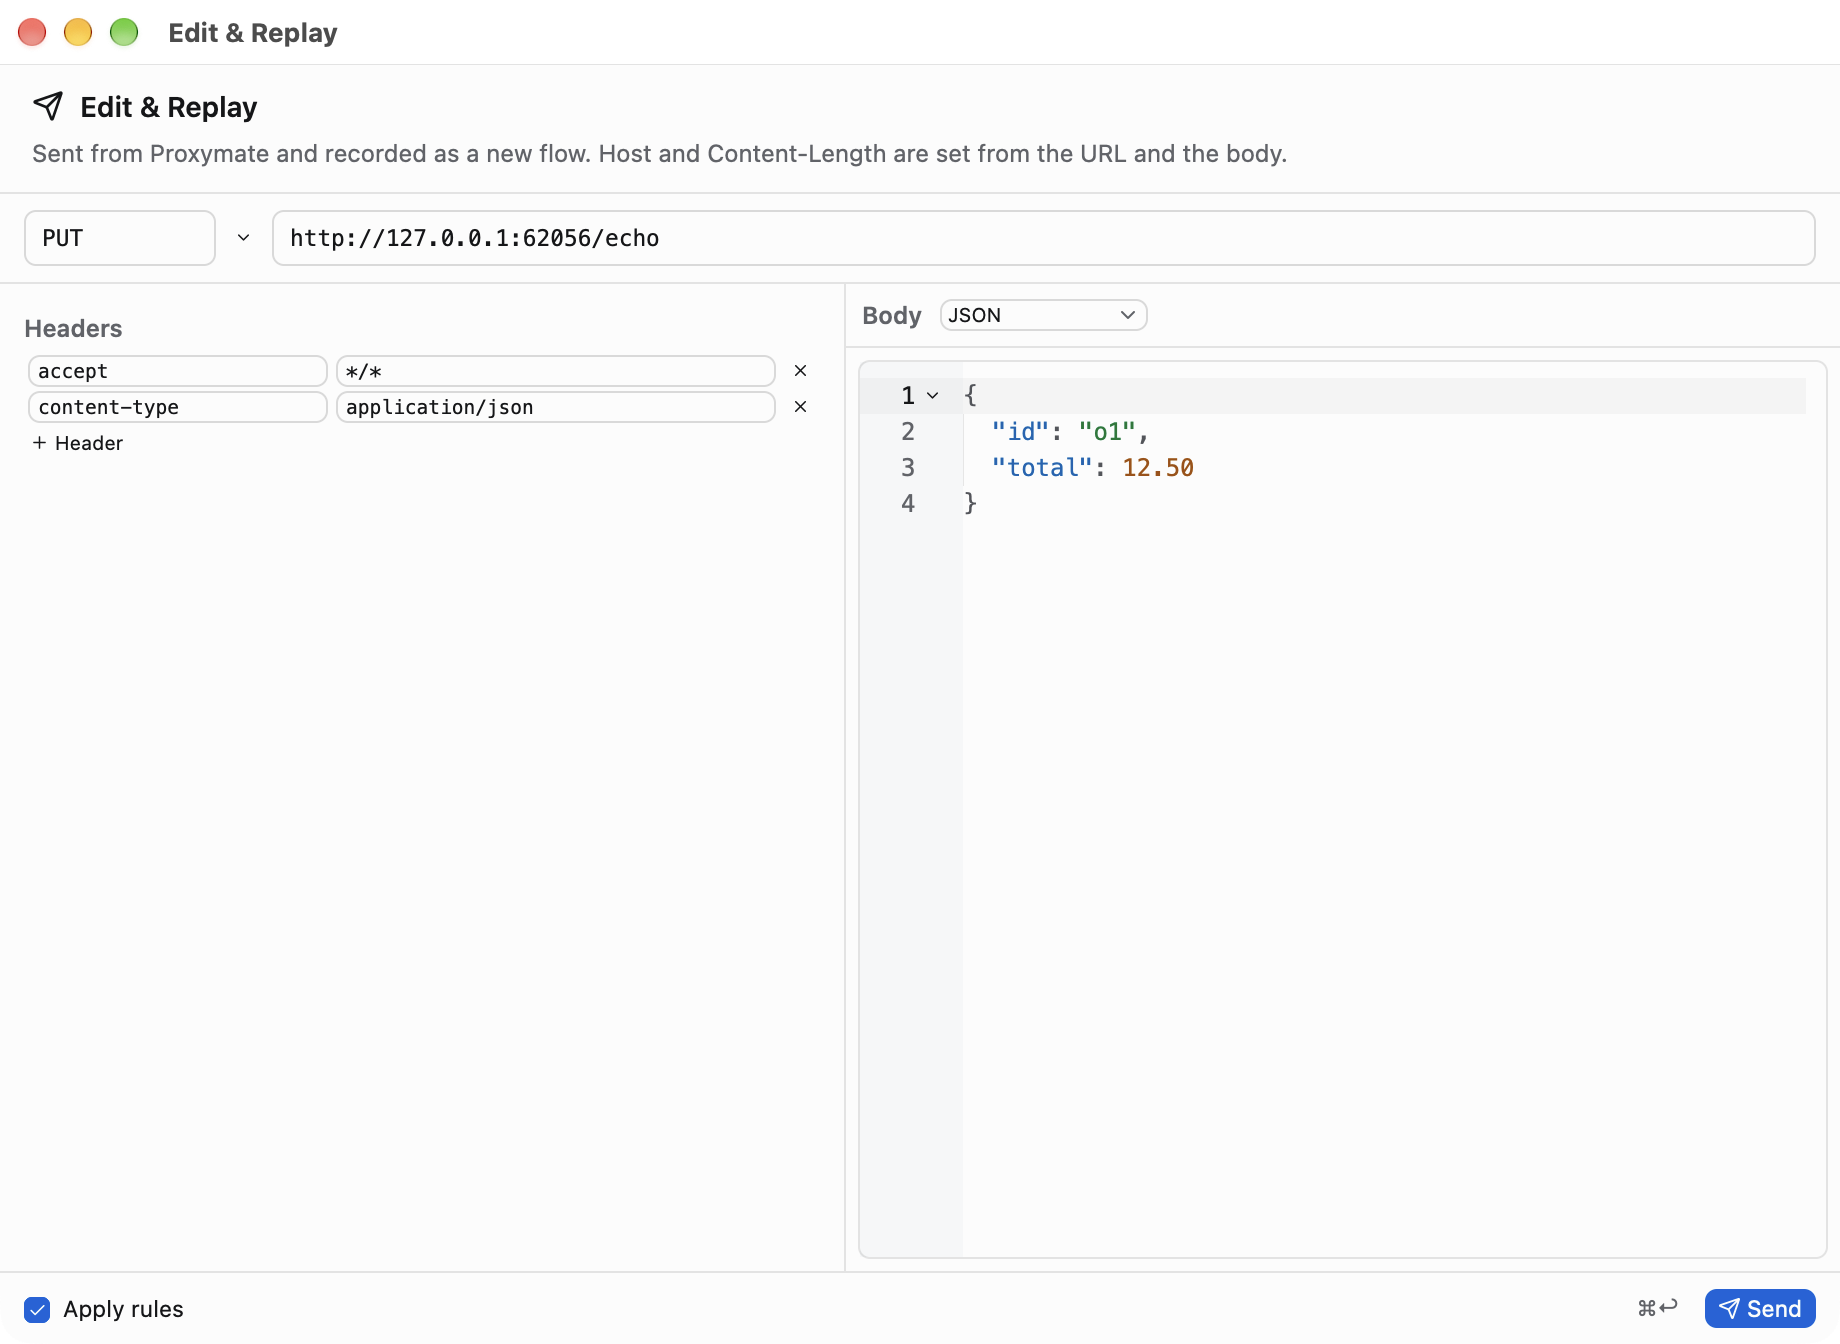 Edit & Replay
Edit & Replay
Sent from Proxymate and recorded as a new flow. Host and Content-Length are set from the URL and the body.
PUT http://127.0.0.1:62056/echo
Headers
accept */*
content-type application/json
+ Header
Body JSON
1 {
2 "id": "o1",
3 "total": 12.50
4 }
Apply rules
⌘↩ Send